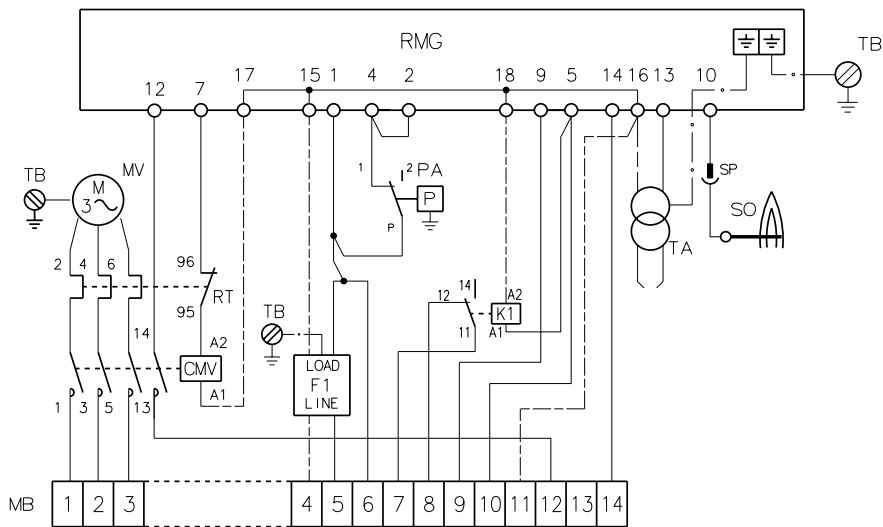 RMG
TB
12 7 17 15 1 4 2 18 9 5 14 16 13 10
MV
TB
M
3
1 2 PA
P
P
SP
SO
TA
2 4 6
96
RT
95
14
A2
CMV
A1
1 3 5 13
TB
LOAD
F1
LINE
14
12
11
A2
K1
A1
MB 1 2 3 4 5 6 7 8 9 10 11 12 13 14